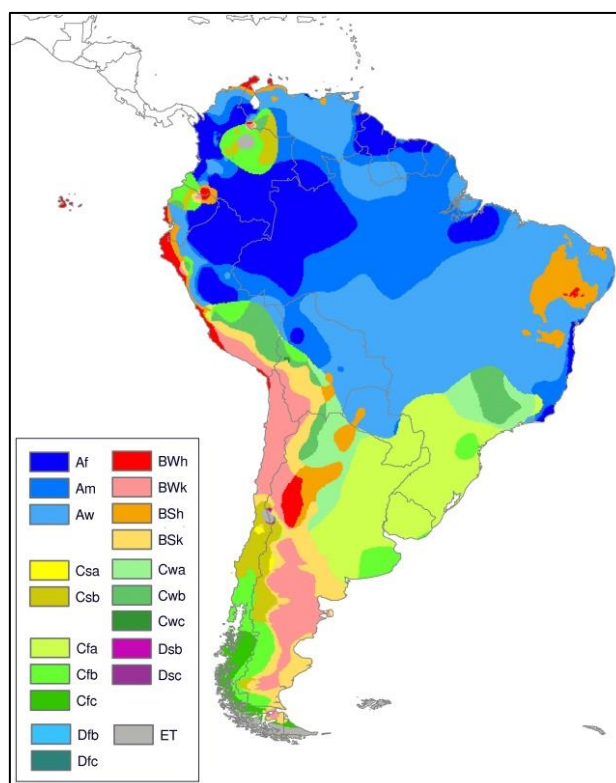 Af BWh
Am BWk
Aw BSh
BSk
Csa Cwa
Csb Cwb
Cwc
Cfa Dsb
Cfb Dsc
Cfc
Dfb ET
Dfc